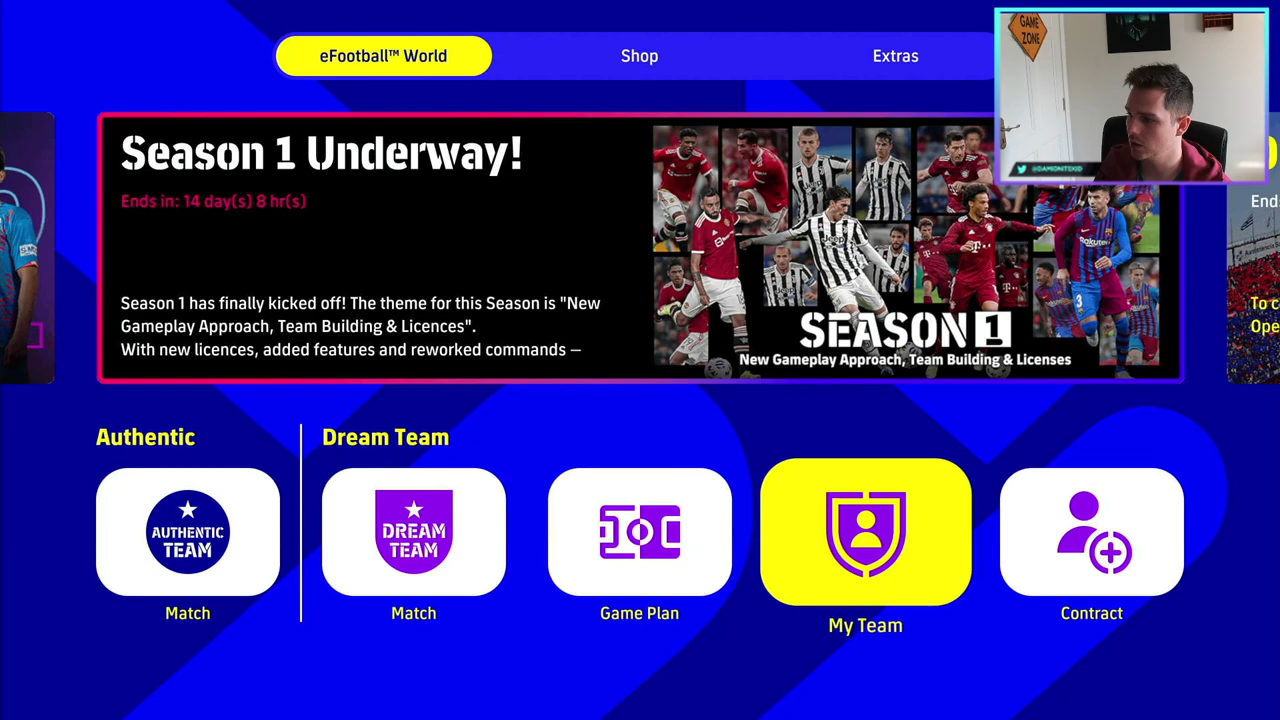 eFootball™ World
Shop
Extras
GAME
ZONE
@DAMIDNITEKID
Season 1 Underway!
Ends in: 14 day(s) 8 hr(s)
Season 1 has finally kicked off! The theme for this Season is "New
Gameplay Approach, Team Building & Licences".
With new licences, added features and reworked commands —
SEASON 1
New Gameplay Approach, Team Building & Licenses
Ends
To c
Ope
Authentic
Dream Team
AUTHENTIC
TEAM
Match
DREAM
TEAM
Match
Game Plan
My Team
Contract